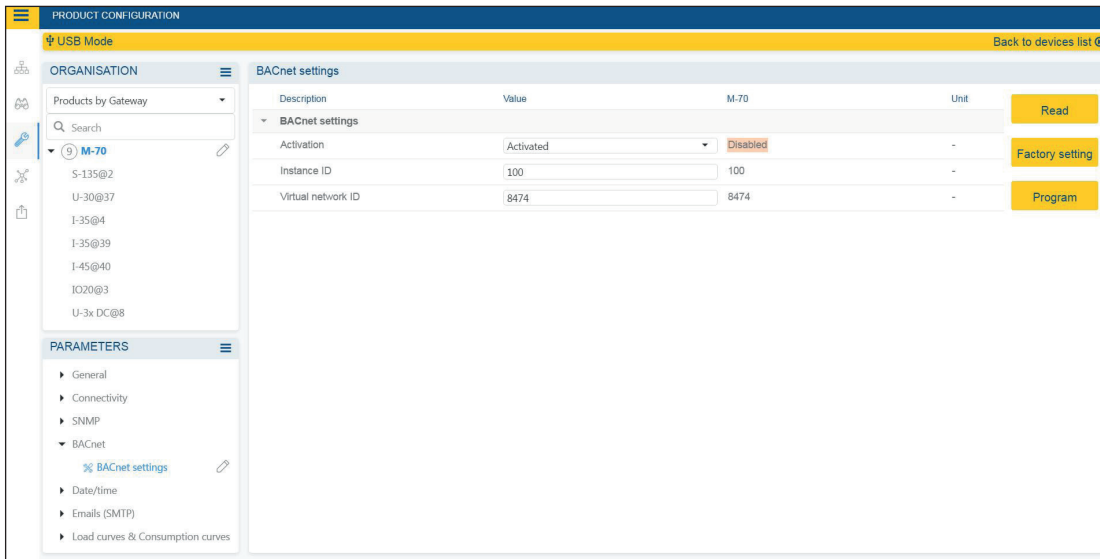 PRODUCT CONFIGURATION
USB Mode
Back to devices list
ORGANISATION
Products by Gateway
Search
9 M-70
S-135@2
U-30@37
I-35@4
I-35@39
I-45@40
IO20@3
U-3x DC@8
PARAMETERS
General
Connectivity
SNMP
BACnet
BACnet settings
Date/time
Emails (SMTP)
Load curves & Consumption curves
BACnet settings
Description Value M-70 Unit
BACnet settings
Activation Activated Disabled -
Instance ID 100 100 -
Virtual network ID 8474 8474 -
Read
Factory setting
Program